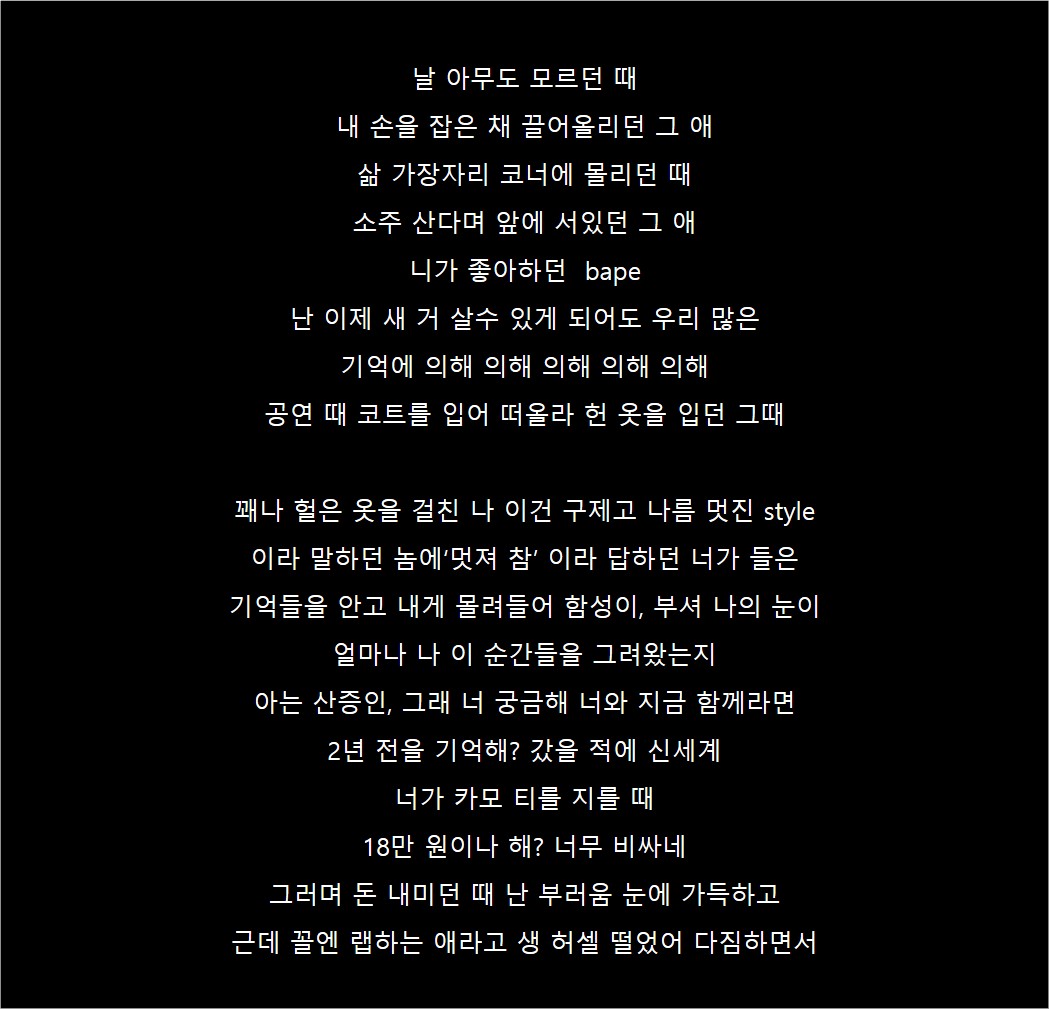 날 아무도 모르던 때
내 손을 잡은 채 끌어올리던 그 애
삶 가장자리 코너에 몰리던 때
소주 산다며 앞에 서있던 그 애
니가 좋아하던  bape
난 이제 새 거 살수 있게 되어도 우리 많은
기억에 의해 의해 의해 의해 의해
공연 때 코트를 입어 떠올라 헌 옷을 입던 그때
꽤나 헐은 옷을 걸친 나 이건 구제고 나름 멋진 style
이라 말하던 놈에‘멋져 참’ 이라 답하던 너가 들은
기억들을 안고 내게 몰려들어 함성이, 부셔 나의 눈이
얼마나 나 이 순간들을 그려왔는지
아는 산증인, 그래 너 궁금해 너와 지금 함께라면
2년 전을 기억해? 갔을 적에 신세계
너가 카모 티를 지를 때
18만 원이나 해? 너무 비싸네
그러며 돈 내미던 때 난 부러움 눈에 가득하고
근데 꼴엔 랩하는 애라고 생 허셀 떨었어 다짐하면서